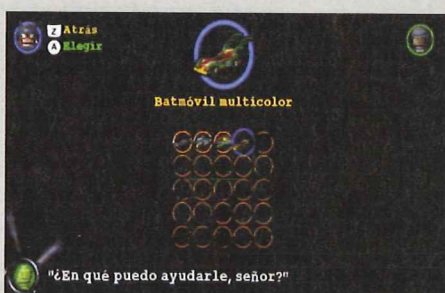 Z Atrás
A Elegir
Batmóvil multicolor
"¿En qué puedo ayudarle, señor?"